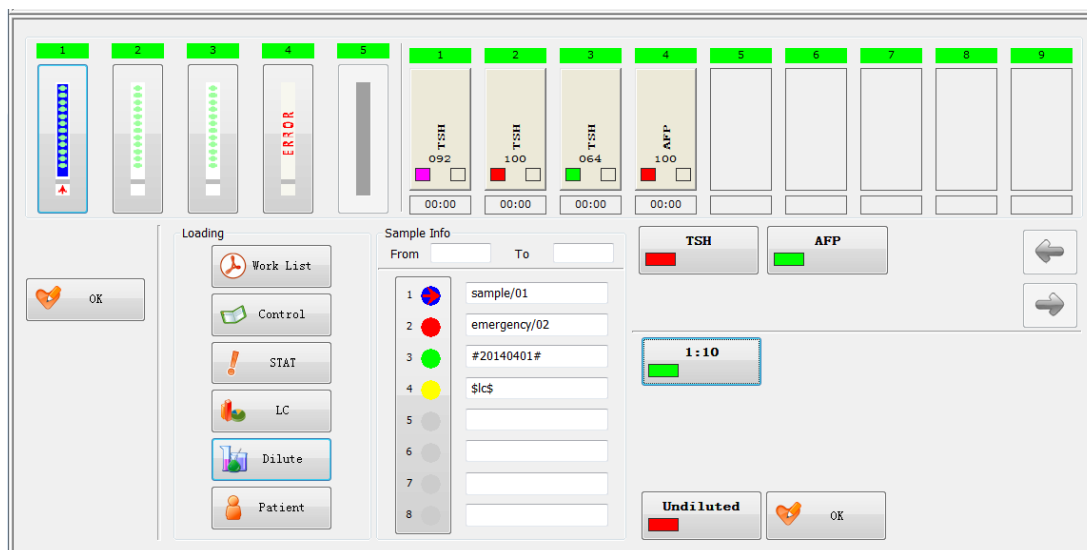 1 2 3 4 5 1 2 3 4 5 6 7 8 9
ERROR
TSH TSH TSH AFP
092 100 064 100
00:00 00:00 00:00 00:00
Loading
Work List
Control
STAT
LC
Dilute
Patient
OK
Sample Info
From To
1 sample/01
2 emergency/02
3 #20140401#
4 $lc$
5
6
7
8
TSH AFP
1:10
Undiluted OK